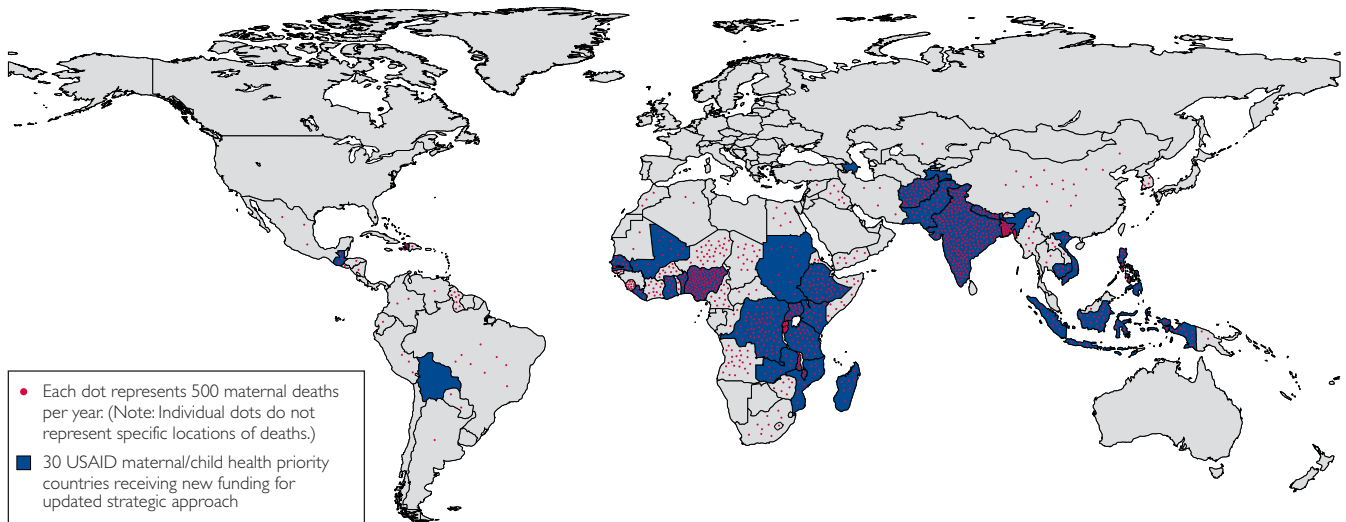 Each dot represents 500 maternal deaths
per year. (Note: Individual dots do not
represent specific locations of deaths.)
30 USAID maternal/child health priority
countries receiving new funding for
updated strategic approach